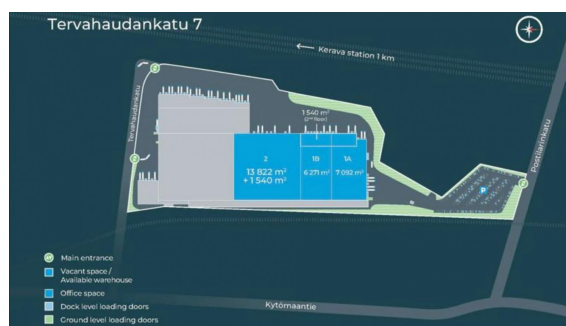 Tervahaudankatu 7
← Kerava station 1 km
Tervahaudankatu
1 540 m²
(2nd floor)
2
13 822 m²
+ 1 540 m²
1B
6 271 m²
1A
7 092 m²
P
Postilarinkatu
Main entrance
Vacant space /
Available warehouse
Office space
Dock level loading doors
Ground level loading doors
Kytömaantie